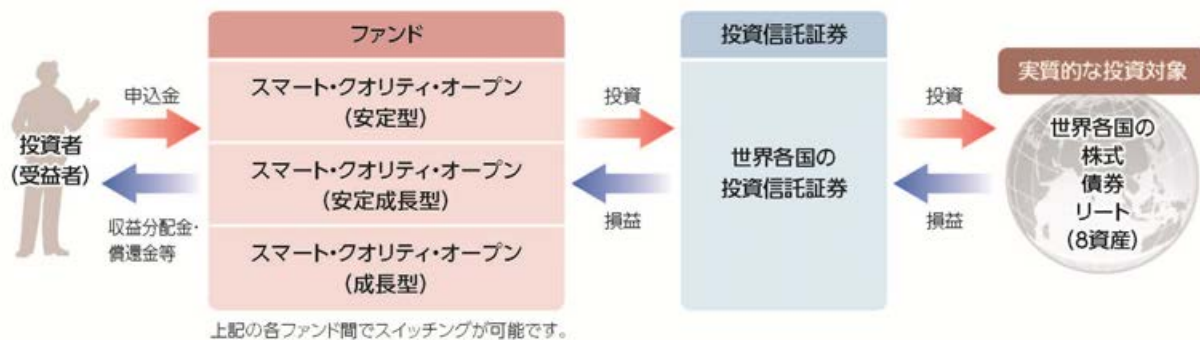 投資者
(受益者)
申込金
収益分配金・
償還金等
ファンド
スマート・クオリティ・オープン
(安定型)
スマート・クオリティ・オープン
(安定成長型)
スマート・クオリティ・オープン
(成長型)
上記の各ファンド間でスイッチングが可能です。
投資
損益
投資信託証券
世界各国の
投資信託証券
投資
損益
実質的な投資対象
世界各国の
株式
債券
リート
(8資産)